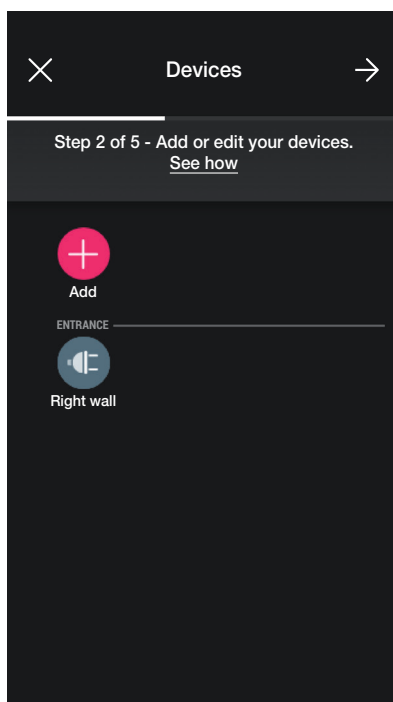 Devices
Step 2 of 5 - Add or edit your devices.
See how
Add
ENTRANCE
Right wall